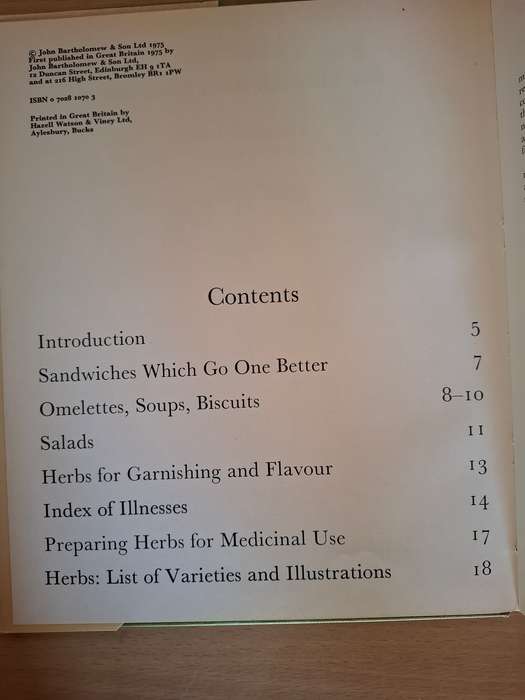 © John Bartholomew & Son Ltd 1975
First published in Great Britain 1975 by
John Bartholomew & Son Ltd,
12 Duncan Street, Edinburgh EH 9 1TA
and at 216 High Street, Bromley BR1 1PW
ISBN 0 7028 1070 3
Printed in Great Britain by
Hazell Watson & Viney Ltd,
Aylesbury, Bucks
Contents
Introduction 5
Sandwiches Which Go One Better 7
Omelettes, Soups, Biscuits 8–10
Salads 11
Herbs for Garnishing and Flavour 13
Index of Illnesses 14
Preparing Herbs for Medicinal Use 17
Herbs: List of Varieties and Illustrations 18